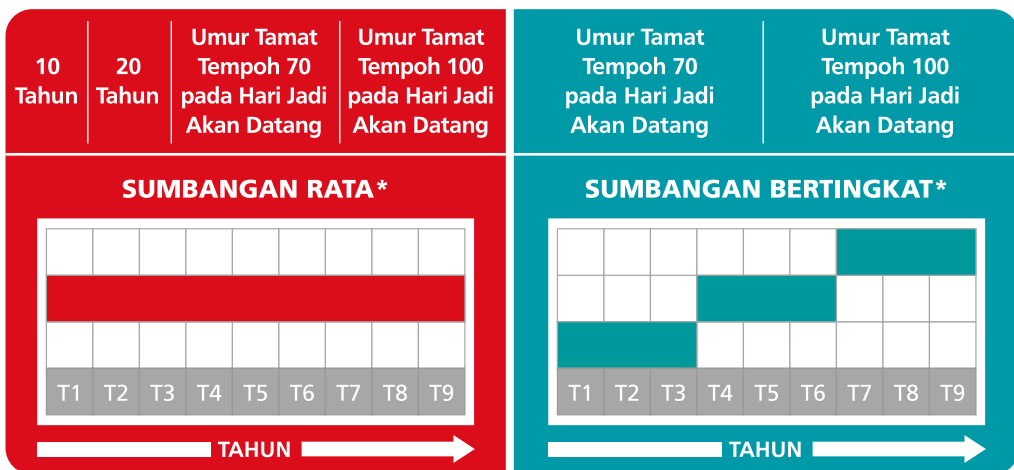 10
Tahun
20
Tahun
Umur Tamat
Tempoh 70
pada Hari Jadi
Akan Datang
Umur Tamat
Tempoh 100
pada Hari Jadi
Akan Datang
SUMBANGAN RATA*
T1 T2 T3 T4 T5 T6 T7 T8 T9
TAHUN
Umur Tamat
Tempoh 70
pada Hari Jadi
Akan Datang
Umur Tamat
Tempoh 100
pada Hari Jadi
Akan Datang
SUMBANGAN BERTINGKAT*
T1 T2 T3 T4 T5 T6 T7 T8 T9
TAHUN